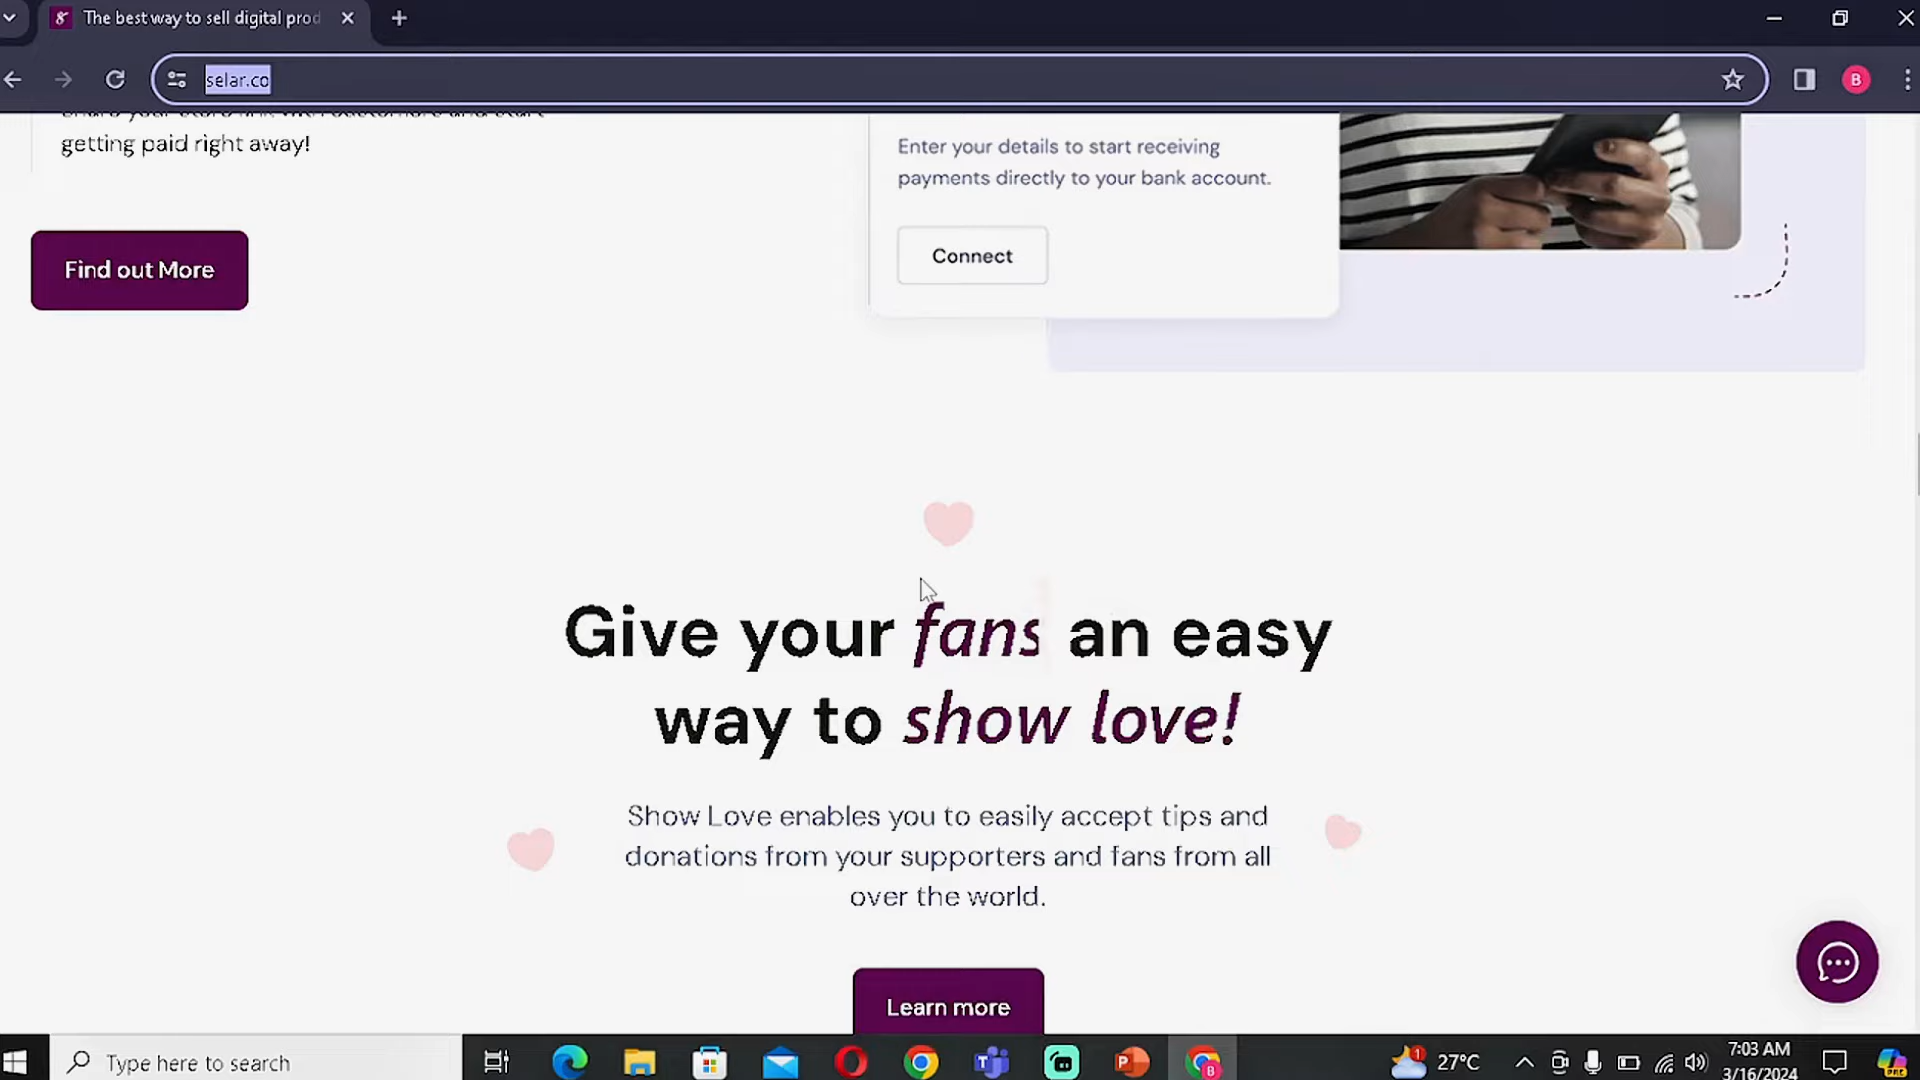 The best way to sell digital prod
selar.co
B
getting paid right away!
Enter your details to start receiving
payments directly to your bank account.
Find out More
Connect
Give your fans an easy
way to show love!
Show Love enables you to easily accept tips and
donations from your supporters and fans from all
over the world.
Learn more
Type here to search
27°C
7:03 AM
3/16/2024